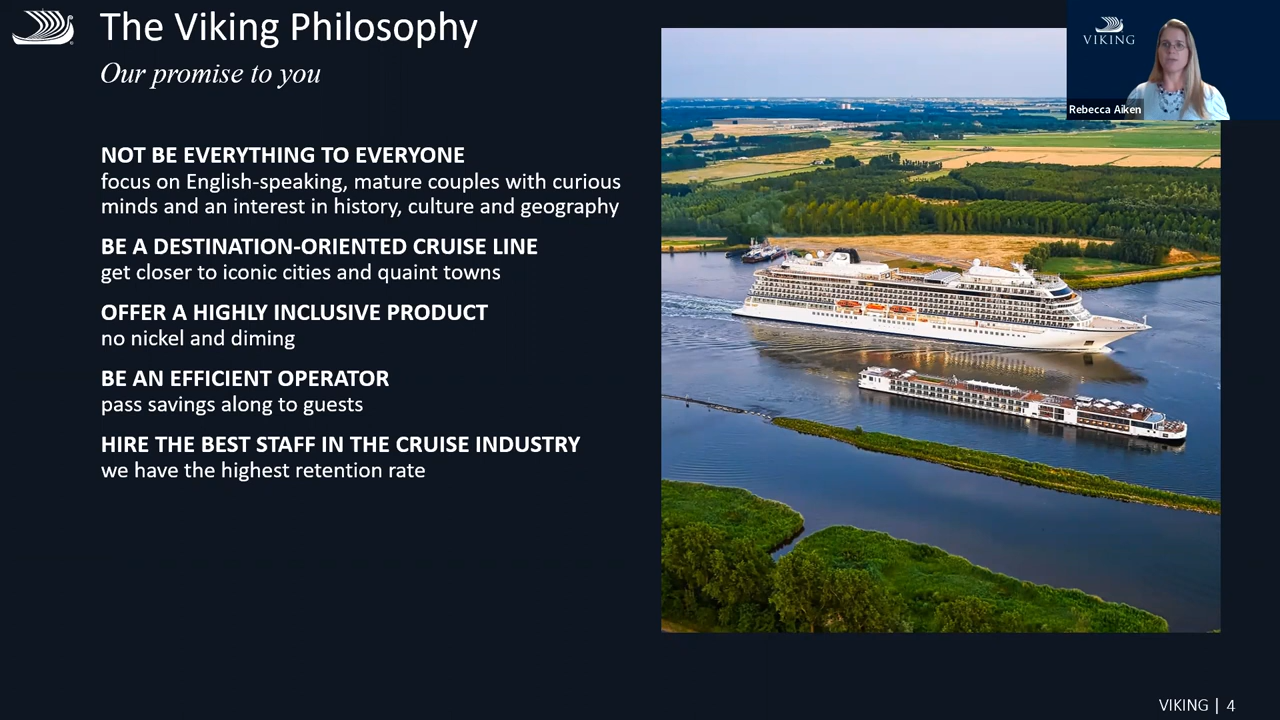 The Viking Philosophy
Our promise to you
NOT BE EVERYTHING TO EVERYONE
focus on English-speaking, mature couples with curious
minds and an interest in history, culture and geography
BE A DESTINATION-ORIENTED CRUISE LINE
get closer to iconic cities and quaint towns
OFFER A HIGHLY INCLUSIVE PRODUCT
no nickel and diming
BE AN EFFICIENT OPERATOR
pass savings along to guests
HIRE THE BEST STAFF IN THE CRUISE INDUSTRY
we have the highest retention rate
VIKING
Rebecca Aiken
VIKING | 4